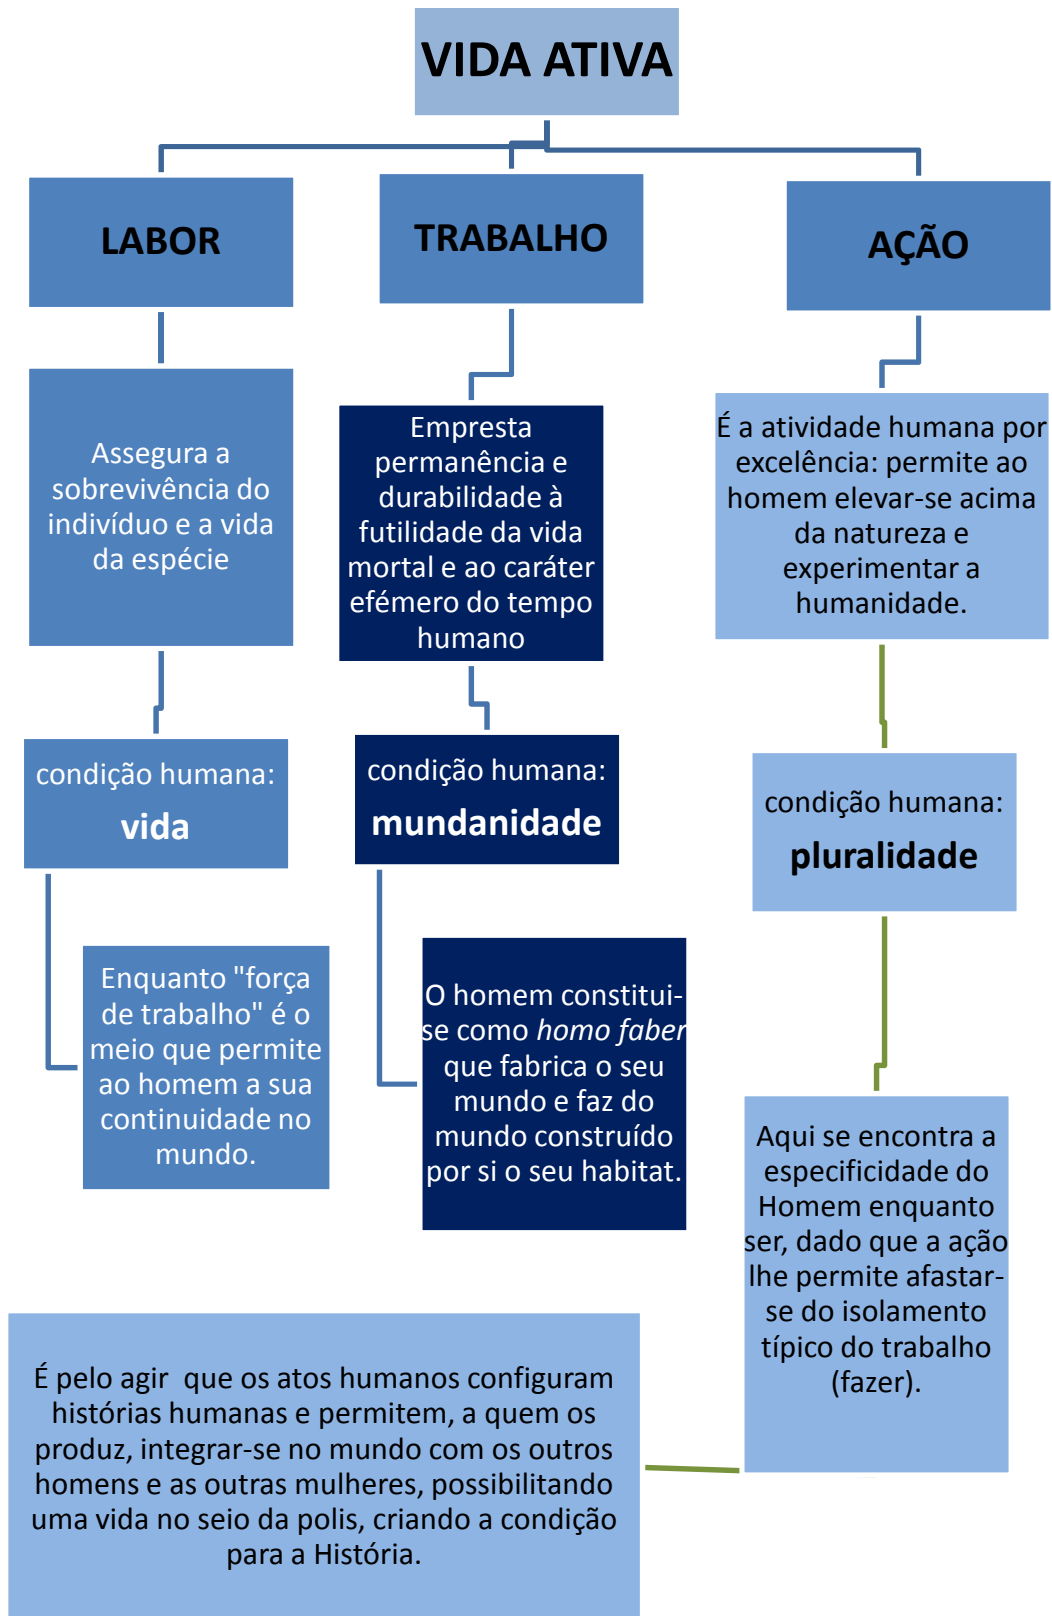 VIDA ATIVA
LABOR
TRABALHO
AÇÃO
Assegura a
sobrevivência do
indivíduo e a vida
da espécie
Empresta
permanência e
durabilidade à
futilidade da vida
mortal e ao caráter
efémero do tempo
humano
É a atividade humana por
excelência: permite ao
homem elevar-se acima
da natureza e
experimentar a
humanidade.
condição humana:
vida
condição humana:
mundanidade
condição humana:
pluralidade
Enquanto "força
de trabalho" é o
meio que permite
ao homem a sua
continuidade no
mundo.
O homem constitui-
se como homo faber
que fabrica o seu
mundo e faz do
mundo construído
por si o seu habitat.
Aqui se encontra a
especificidade do
Homem enquanto
ser, dado que a ação
lhe permite afastar-
se do isolamento
típico do trabalho
(fazer).
É pelo agir  que os atos humanos configuram
histórias humanas e permitem, a quem os
produz, integrar-se no mundo com os outros
homens e as outras mulheres, possibilitando
uma vida no seio da polis, criando a condição
para a História.